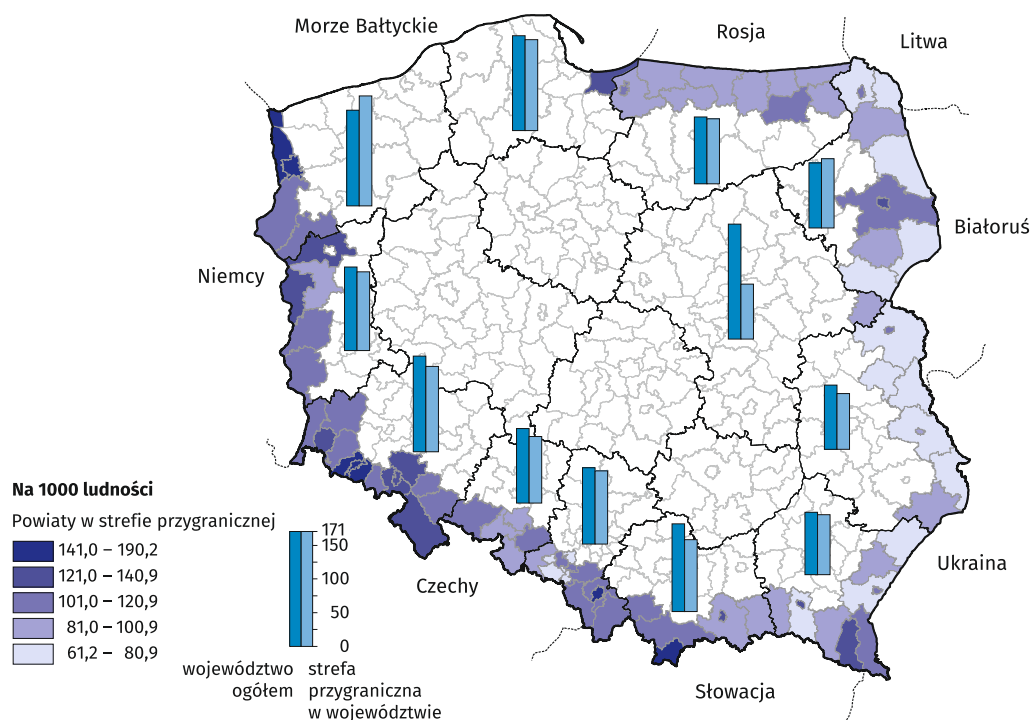 Morze Bałtyckie
Rosja
Litwa
Białoruś
Niemcy
Ukraina
Czechy
Słowacja
Na 1000 ludności
Powiaty w strefie przygranicznej
141,0 – 190,2
121,0 – 140,9
101,0 – 120,9
81,0 – 100,9
61,2 – 80,9
171
150
100
50
0
województwo
ogółem
strefa
przygraniczna
w województwie